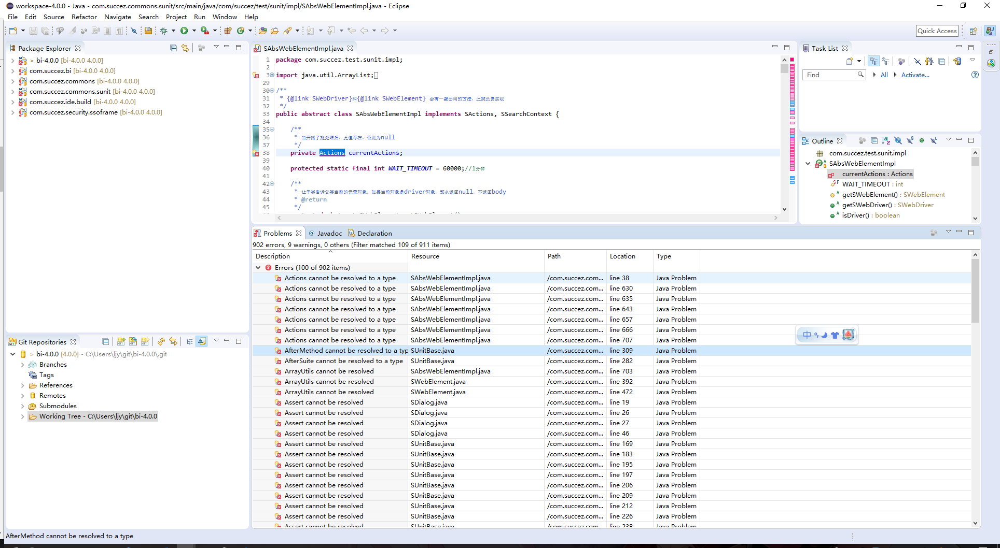 workspace-4.0.0 - Java - com.succez.commons.sunit/src/main/java/com/succez/test/sunit/impl/SAbsWebElementImpl.java - Eclipse
File Edit Source Refactor Navigate Search Project Run Window Help
Quick Access
Package Explorer
> bi-4.0.0 [bi-4.0.0 4.0.0]
com.succez.bi [bi-4.0.0 4.0.0]
com.succez.commons [bi-4.0.0 4.0.0]
com.succez.commons.sunit [bi-4.0.0 4.0.0]
com.succez.ide.build [bi-4.0.0 4.0.0]
com.succez.security.ssoframe [bi-4.0.0 4.0.0]
Git Repositories
> bi-4.0.0 [4.0.0] - C:\Users\ljy\git\bi-4.0.0\.git
Branches
Tags
References
Remotes
Submodules
Working Tree - C:\Users\ljy\git\bi-4.0.0
SAbsWebElementImpl.java
1 package com.succez.test.sunit.impl;
2
3 import java.util.ArrayList;
29
30 /**
31 * {@link SWebDriver}和{@link SWebElement} 会有一些公用的方法，此类负责实现
32 */
33 public abstract class SAbsWebElementImpl implements SActions, SSearchContext {
34
35 /**
36 * 当开始了批处理后，此值存在，否则为null
37 */
38 private Actions currentActions;
39
40 protected static final int WAIT_TIMEOUT = 60000;//1分钟
41
42 /**
43 * 让子类告诉父类当前的元素对象，如果当前对象是driver对象，那么返回null，不返回body
44 * @return
45 */
Task List
Find
All
Activate...
Outline
com.succez.test.sunit.impl
SAbsWebElementImpl
currentActions : Actions
WAIT_TIMEOUT : int
getSWebElement() : SWebElement
getSWebDriver() : SWebDriver
isDriver() : boolean
Problems @ Javadoc Declaration
902 errors, 9 warnings, 0 others (Filter matched 109 of 911 items)
Description Resource Path Location Type
Errors (100 of 902 items)
Actions cannot be resolved to a type SAbsWebElementImpl.java /com.succez.com... line 38 Java Problem
Actions cannot be resolved to a type SAbsWebElementImpl.java /com.succez.com... line 630 Java Problem
Actions cannot be resolved to a type SAbsWebElementImpl.java /com.succez.com... line 635 Java Problem
Actions cannot be resolved to a type SAbsWebElementImpl.java /com.succez.com... line 643 Java Problem
Actions cannot be resolved to a type SAbsWebElementImpl.java /com.succez.com... line 657 Java Problem
Actions cannot be resolved to a type SAbsWebElementImpl.java /com.succez.com... line 666 Java Problem
Actions cannot be resolved to a type SAbsWebElementImpl.java /com.succez.com... line 707 Java Problem
AfterMethod cannot be resolved to a typ SUnitBase.java /com.succez.com... line 309 Java Problem
AfterSuite cannot be resolved to a type SUnitBase.java /com.succez.com... line 282 Java Problem
ArrayUtils cannot be resolved SAbsWebElementImpl.java /com.succez.com... line 703 Java Problem
ArrayUtils cannot be resolved SWebElement.java /com.succez.com... line 392 Java Problem
ArrayUtils cannot be resolved SWebElement.java /com.succez.com... line 472 Java Problem
Assert cannot be resolved SDialog.java /com.succez.com... line 19 Java Problem
Assert cannot be resolved SDialog.java /com.succez.com... line 26 Java Problem
Assert cannot be resolved SDialog.java /com.succez.com... line 27 Java Problem
Assert cannot be resolved SDialog.java /com.succez.com... line 46 Java Problem
Assert cannot be resolved SUnitBase.java /com.succez.com... line 169 Java Problem
Assert cannot be resolved SUnitBase.java /com.succez.com... line 183 Java Problem
Assert cannot be resolved SUnitBase.java /com.succez.com... line 195 Java Problem
Assert cannot be resolved SUnitBase.java /com.succez.com... line 197 Java Problem
Assert cannot be resolved SUnitBase.java /com.succez.com... line 206 Java Problem
Assert cannot be resolved SUnitBase.java /com.succez.com... line 209 Java Problem
Assert cannot be resolved SUnitBase.java /com.succez.com... line 212 Java Problem
Assert cannot be resolved SUnitBase.java /com.succez.com... line 226 Java Problem
Assert cannot be resolved SUnitBase.java /com.succez.com... line 238 Java Problem
中
AfterMethod cannot be resolved to a type